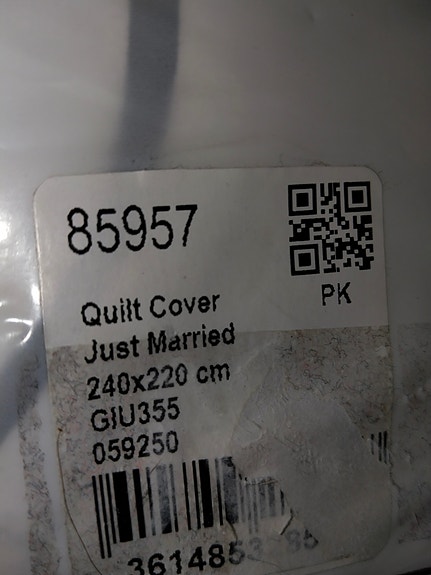 85957
PK
Quilt Cover
Just Married
240x220 cm
GIU355
059250